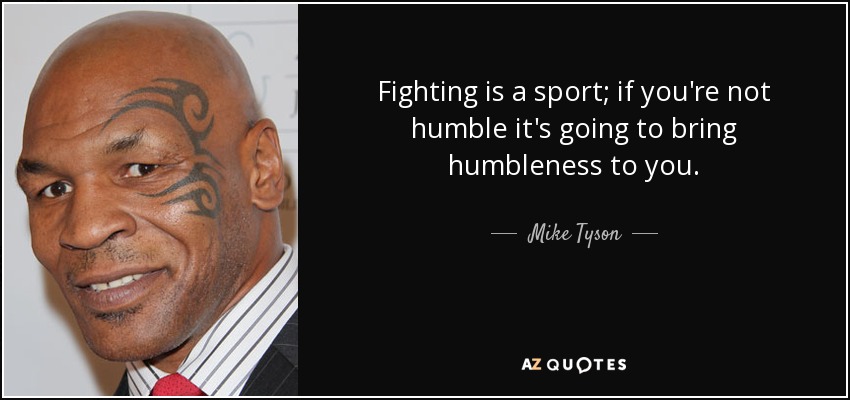 Fighting is a sport; if you're not
humble it's going to bring
humbleness to you.
Mike Tyson
AZ QUOTES